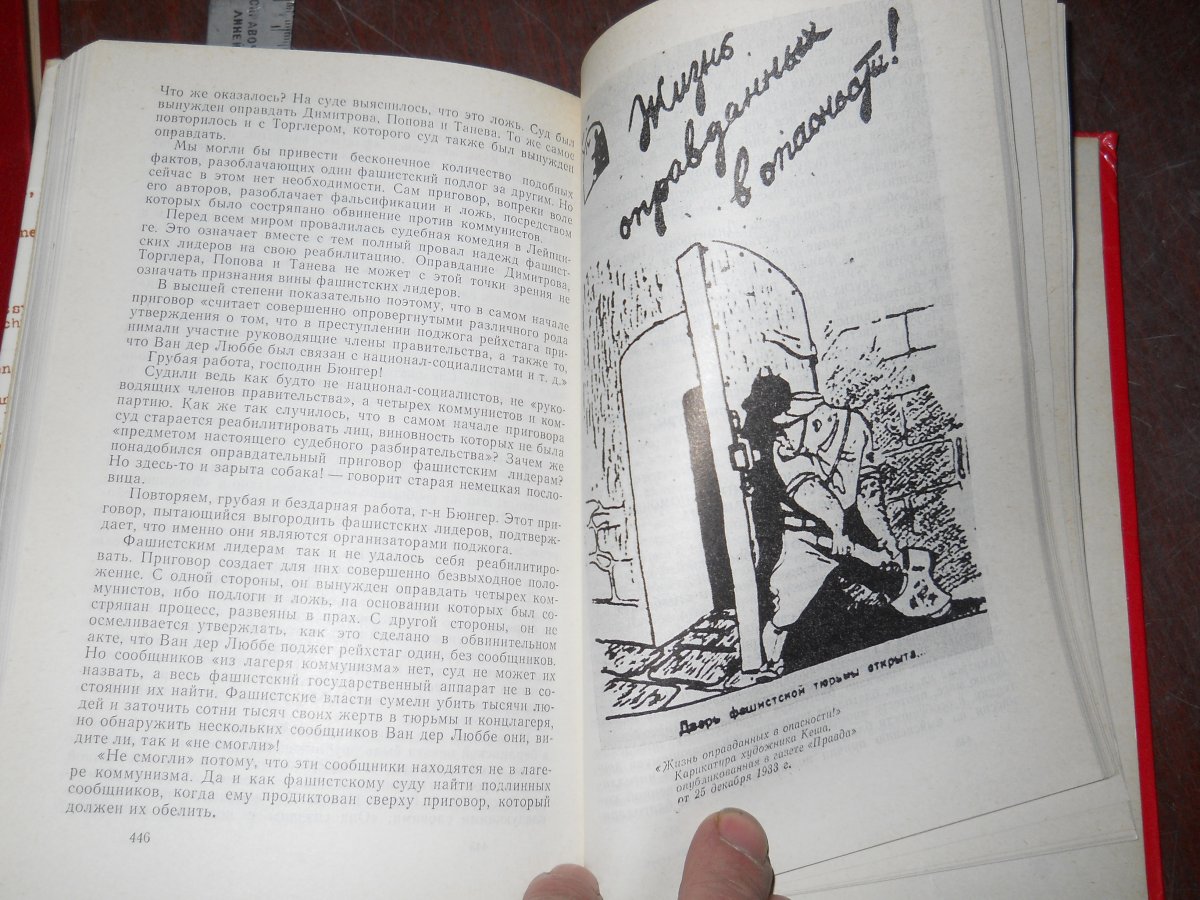 Что же оказалось? На суде выяснилось, что это ложь. Суд был
вынужден оправдать Димитрова, Попова и Танева. То же самое
повторилось и с Торглером, которого суд также был вынужден
оправдать.
Мы могли бы привести бесконечное количество подобных
фактов, разоблачающих один фашистский подлог за другим. Но
сейчас в этом нет необходимости. Сам приговор, вопреки воле
его авторов, разоблачает фальсификации и ложь, посредством
которых было состряпано обвинение против коммунистов.
Перед всем миром провалилась судебная комедия в Лейпци-
ге. Это означает вместе с тем полный провал надежд фашист-
ских лидеров на свою реабилитацию. Оправдание Димитрова,
Торглера, Попова и Танева не может с этой точки зрения не
означать признания вины фашистских лидеров.
В высшей степени показательно поэтому, что в самом начале
приговор «считает совершенно опровергнутыми различного рода
утверждения о том, что в преступлении поджога рейхстага при-
нимали участие руководящие члены правительства, а также то,
что Ван дер Люббе был связан с национал-социалистами и т. д.»
Грубая работа, господин Бюнгер!
Судили ведь как будто не национал-социалистов, не «руко-
водящих членов правительства», а четырех коммунистов и ком-
партию. Как же так случилось, что в самом начале приговора
суд старается реабилитировать лиц, виновность которых не была
«предметом настоящего судебного разбирательства»? Зачем же
понадобился оправдательный приговор фашистским лидерам?
Но здесь-то и зарыта собака! — говорит старая немецкая посло-
вица.
Повторяем, грубая и бездарная работа, г-н Бюнгер. Этот при-
говор, пытающийся выгородить фашистских лидеров, подтверж-
дает, что именно они являются организаторами поджога.
Фашистским лидерам так и не удалось себя реабилитиро-
вать. Приговор создает для них совершенно безвыходное поло-
жение. С одной стороны, он вынужден оправдать четырех ком-
мунистов, ибо подлоги и ложь, на основании которых был со-
стряпан процесс, развеяны в прах. С другой стороны, он не
осмеливается утверждать, как это сделано в обвинительном
акте, что Ван дер Люббе поджег рейхстаг один, без сообщников.
Но сообщников «из лагеря коммунизма» нет, суд не может их
назвать, а весь фашистский государственный аппарат не в со-
стоянии их найти. Фашистские власти сумели убить тысячи лю-
дей и заточить сотни тысяч своих жертв в тюрьмы и концлагеря,
но обнаружить нескольких сообщников Ван дер Люббе они, ви-
дите ли, так и «не смогли»!
«Не смогли» потому, что эти сообщники находятся не в лаге-
ре коммунизма. Да и как фашистскому суду найти подлинных
сообщников, когда ему продиктован сверху приговор, который
должен их обелить.
446
Жизнь
оправданных
в опасности!
Дверь фашистской тюрьмы открыта...
«Жизнь оправданных в опасности!»
Карикатура художника Кеша,
опубликованная в газете «Правда»
от 25 декабря 1933 г.